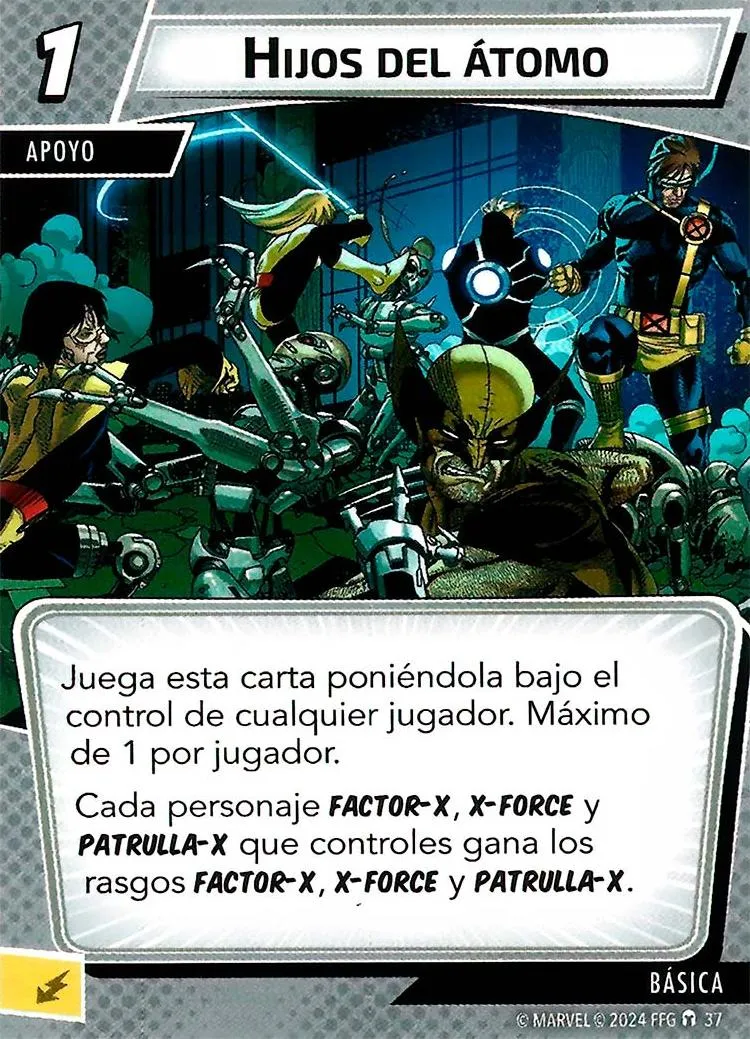 1
HIJOS DEL ÁTOMO
APOYO
Juega esta carta poniéndola bajo el
control de cualquier jugador. Máximo
de 1 por jugador.
Cada personaje FACTOR-X, X-FORCE y
PATRULLA-X que controles gana los
rasgos FACTOR-X, X-FORCE y PATRULLA-X.
BÁSICA
© MARVEL © 2024 FFG 37